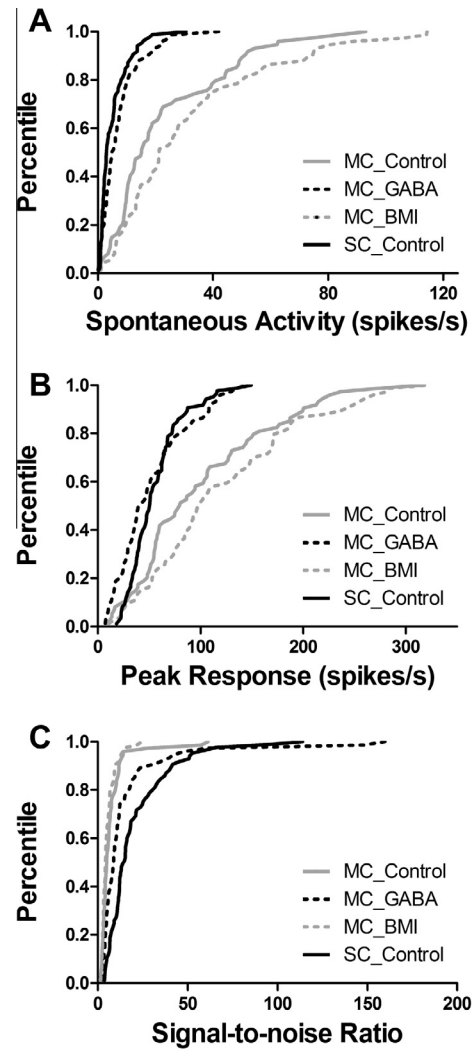 A
1.0
0.8
0.6
0.4
0.2
0.0
Percentile
MC_Control
MC_GABA
MC_BMI
SC_Control
0
40
80
120
Spontaneous Activity (spikes/s)
B
1.0
0.8
0.6
0.4
0.2
0.0
Percentile
MC_Control
MC_GABA
MC_BMI
SC_Control
0
100
200
300
Peak Response (spikes/s)
C
1.0
0.8
0.6
0.4
0.2
0.0
Percentile
MC_Control
MC_GABA
MC_BMI
SC_Control
0
50
100
150
200
Signal-to-noise Ratio